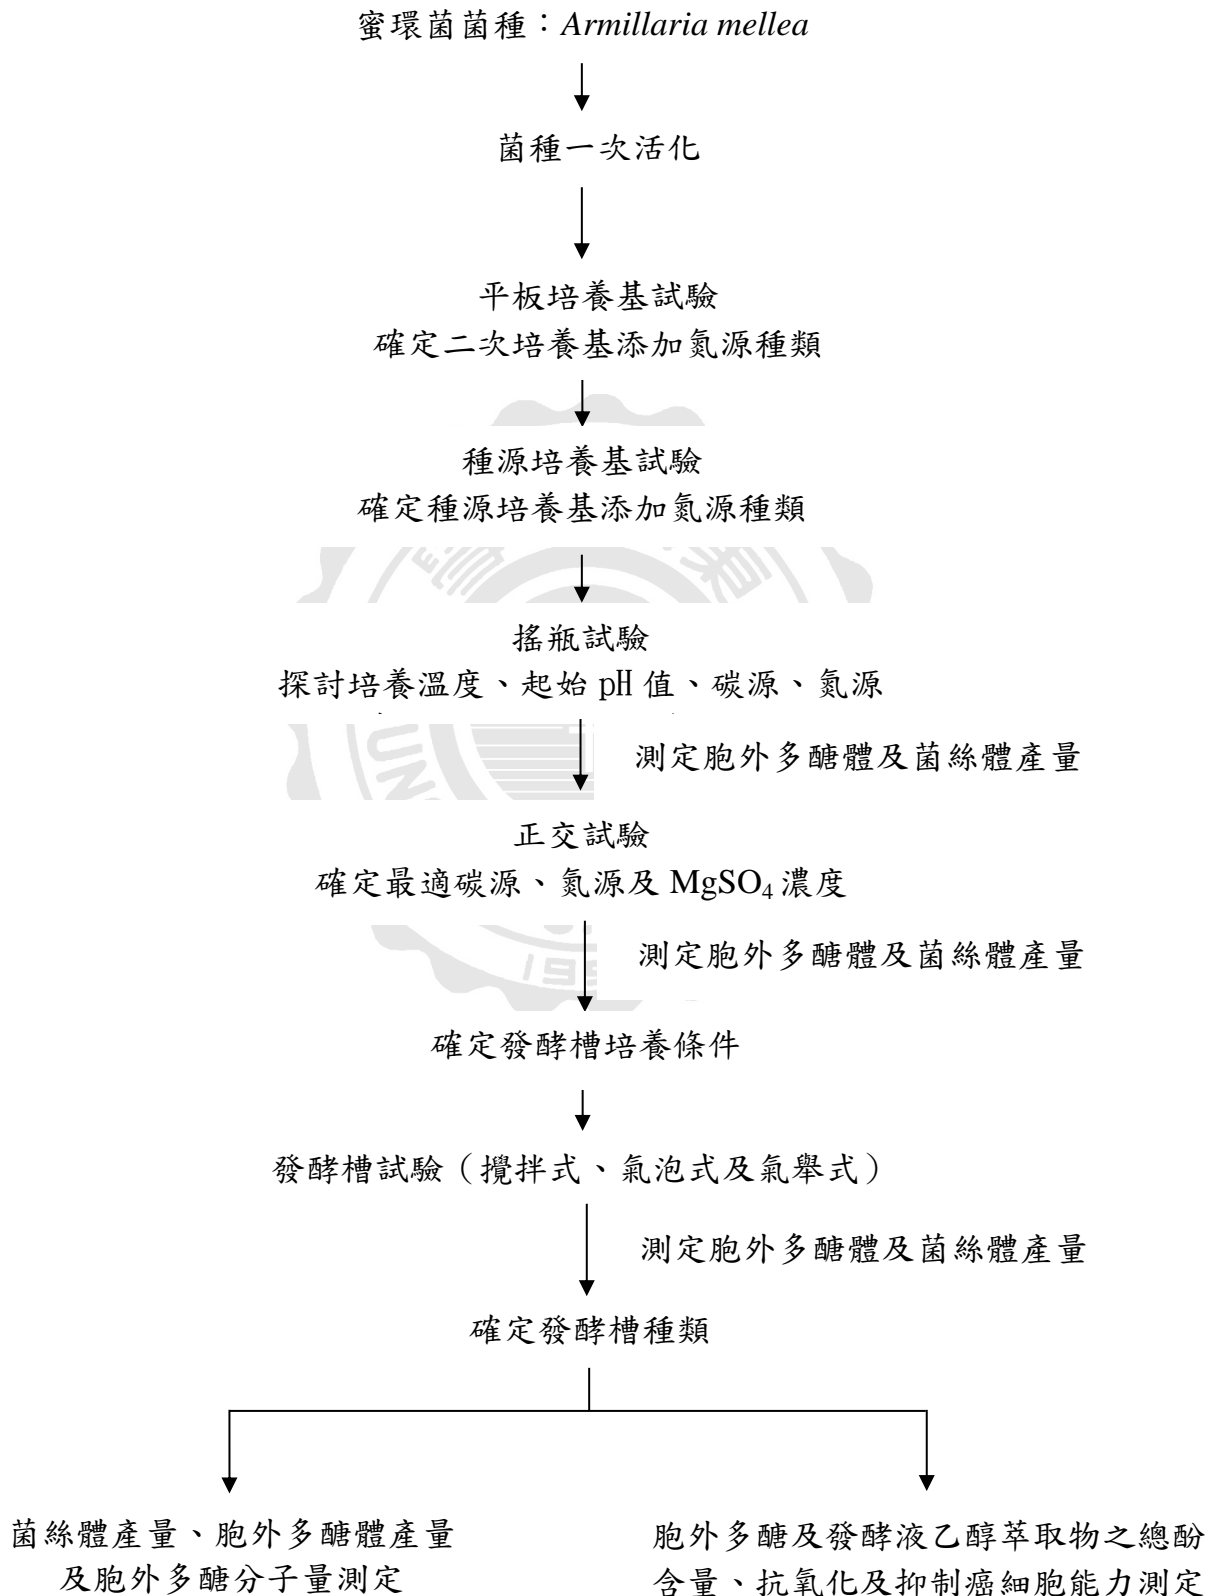 蜜環菌菌種：Armillaria mellea
菌種一次活化
平板培養基試驗
確定二次培養基添加氮源種類
種源培養基試驗
確定種源培養基添加氮源種類
搖瓶試驗
探討培養溫度、起始 pH 值、碳源、氮源
測定胞外多醣體及菌絲體產量
正交試驗
確定最適碳源、氮源及 MgSO₄ 濃度
測定胞外多醣體及菌絲體產量
確定發酵槽培養條件
發酵槽試驗（攪拌式、氣泡式及氣舉式）
測定胞外多醣體及菌絲體產量
確定發酵槽種類
菌絲體產量、胞外多醣體產量
及胞外多醣分子量測定
胞外多醣及發酵液乙醇萃取物之總酚
含量、抗氧化及抑制癌細胞能力測定